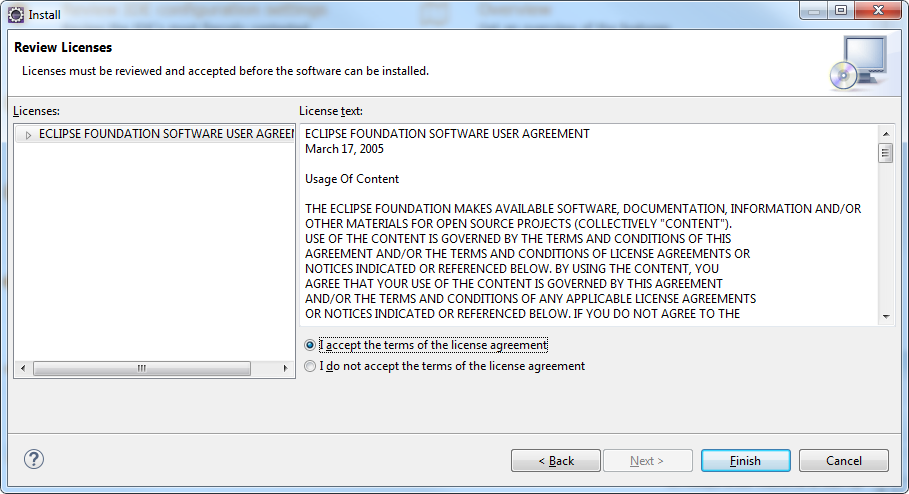 Install
Review Licenses
Licenses must be reviewed and accepted before the software can be installed.
Licenses:
License text:
ECLIPSE FOUNDATION SOFTWARE USER AGREEM
ECLIPSE FOUNDATION SOFTWARE USER AGREEMENT
March 17, 2005
Usage Of Content
THE ECLIPSE FOUNDATION MAKES AVAILABLE SOFTWARE, DOCUMENTATION, INFORMATION AND/OR
OTHER MATERIALS FOR OPEN SOURCE PROJECTS (COLLECTIVELY "CONTENT").
USE OF THE CONTENT IS GOVERNED BY THE TERMS AND CONDITIONS OF THIS
AGREEMENT AND/OR THE TERMS AND CONDITIONS OF LICENSE AGREEMENTS OR
NOTICES INDICATED OR REFERENCED BELOW. BY USING THE CONTENT, YOU
AGREE THAT YOUR USE OF THE CONTENT IS GOVERNED BY THIS AGREEMENT
AND/OR THE TERMS AND CONDITIONS OF ANY APPLICABLE LICENSE AGREEMENTS
OR NOTICES INDICATED OR REFERENCED BELOW. IF YOU DO NOT AGREE TO THE
I accept the terms of the license agreement
I do not accept the terms of the license agreement
< Back
Next >
Finish
Cancel